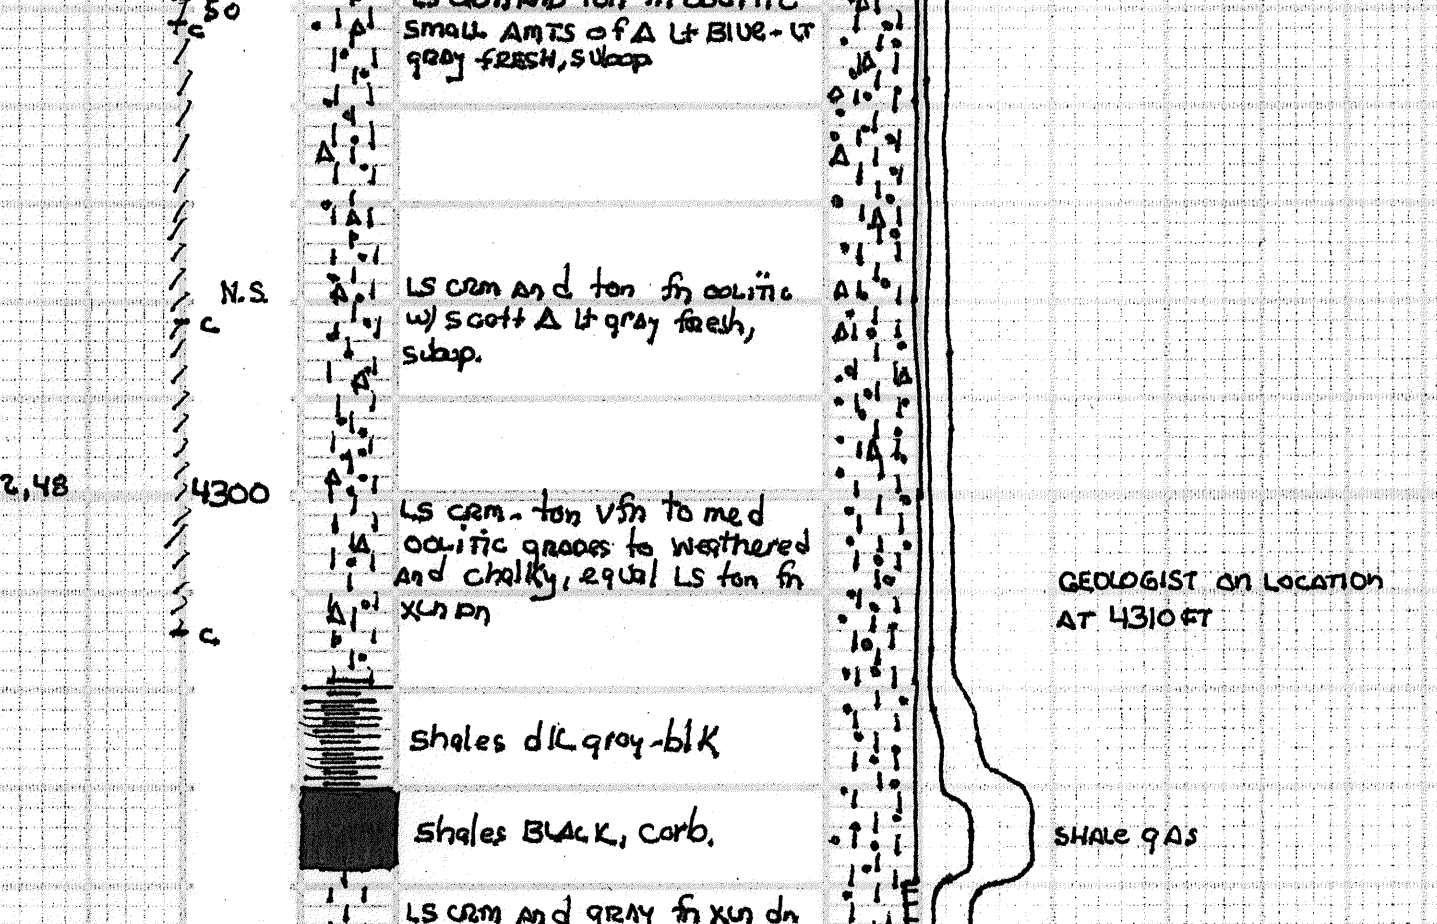 50
C
small AMTS of Δ Lt BLUE - LT
gray fRESH, subop
N.S.
C
LS CRM And tan fn oolitic
w/ scatt Δ lt gray fresh,
subop.
2,48
4300
LS CRM - tan vfn to med
oolitic grades to weathered
And chalky, equal LS tan fn
xln Dn
GEOLOGIST on LOCATION
AT 4310 FT
C
shales dk gray - blk
shales BLACK, carb.
SHALE gAs
LS CRM And GRAY fn xln dn